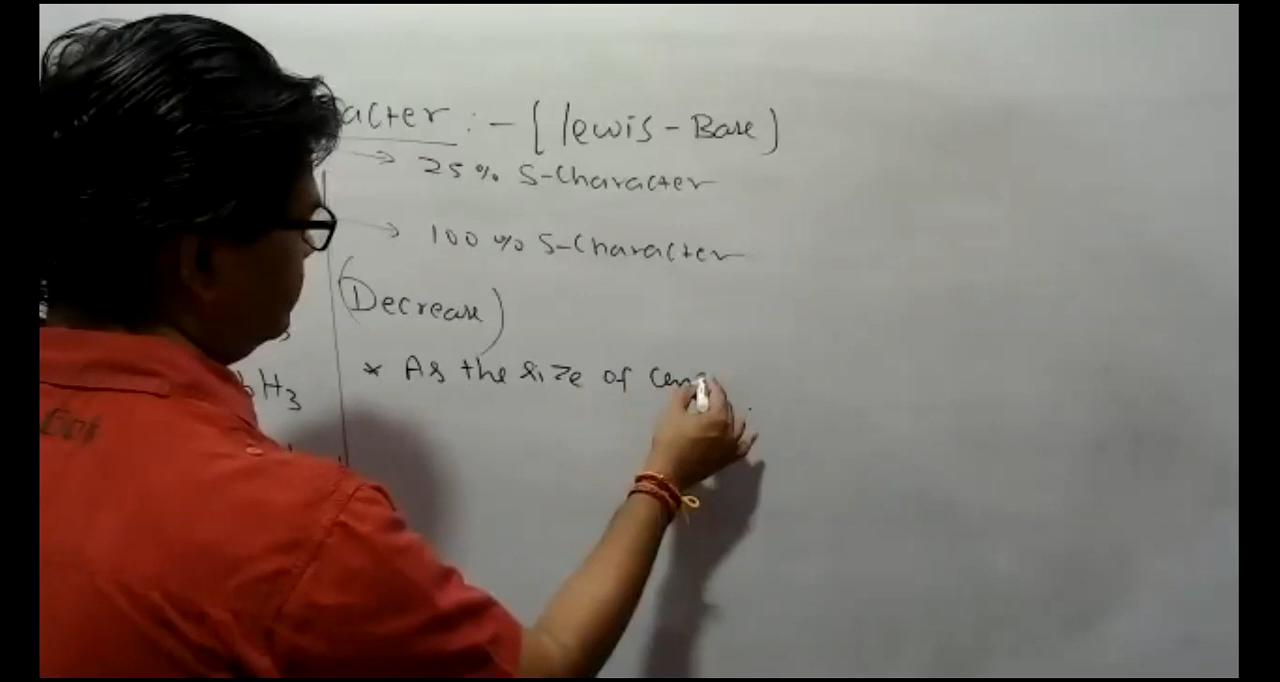 acter :- (lewis-Base)
→ 25% S-Character
→ 100% S-Character
(Decrease)
H3
* As the size of cen